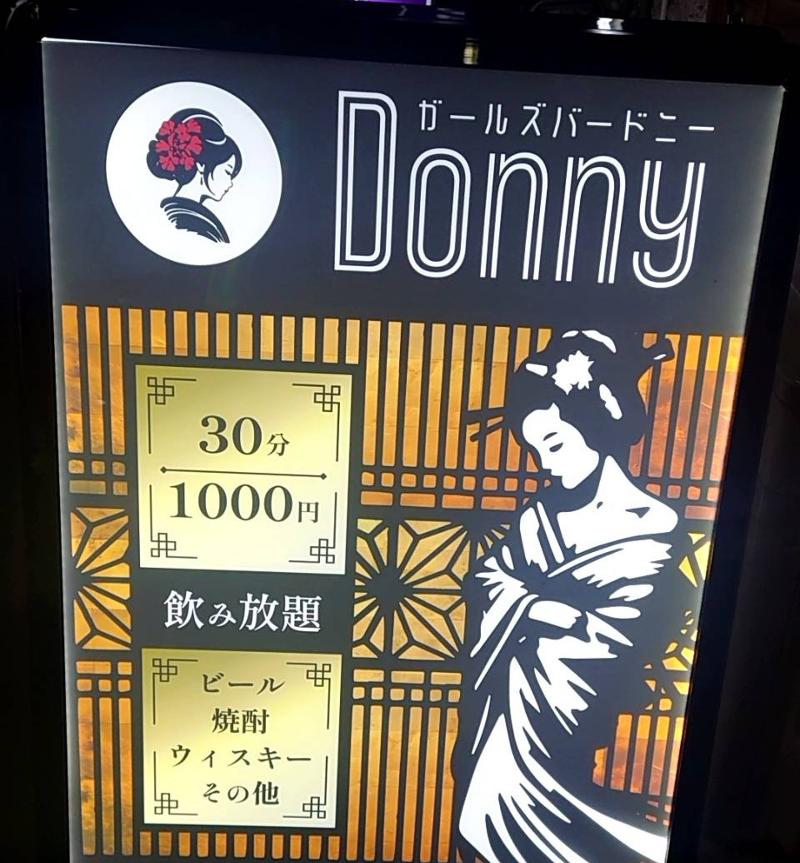 ガールズバードニー
Donny
30分
1000円
飲み放題
ビール
焼酎
ウィスキー
その他